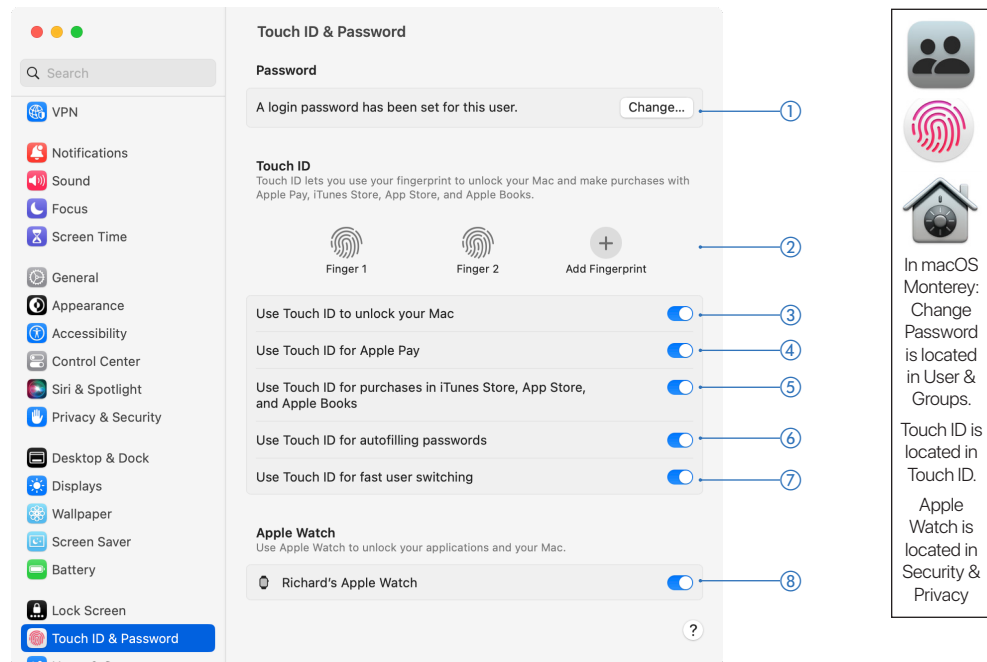 Search
VPN
Notifications
Sound
Focus
Screen Time
General
Appearance
Accessibility
Control Center
Siri & Spotlight
Privacy & Security
Desktop & Dock
Displays
Wallpaper
Screen Saver
Battery
Lock Screen
Touch ID & Password
Touch ID & Password
Password
A login password has been set for this user. Change... 1
Touch ID
Touch ID lets you use your fingerprint to unlock your Mac and make purchases with
Apple Pay, iTunes Store, App Store, and Apple Books.
2
Finger 1 Finger 2 Add Fingerprint
Use Touch ID to unlock your Mac 3
Use Touch ID for Apple Pay 4
Use Touch ID for purchases in iTunes Store, App Store, 5
and Apple Books
Use Touch ID for autofilling passwords 6
Use Touch ID for fast user switching 7
Apple Watch
Use Apple Watch to unlock your applications and your Mac.
Richard's Apple Watch 8
?
In macOS
Monterey:
Change
Password
is located
in User &
Groups.
Touch ID is
located in
Touch ID.
Apple
Watch is
located in
Security &
Privacy